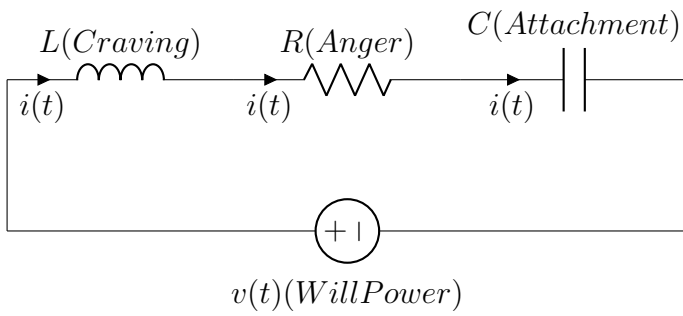 L(Craving)
R(Anger)
C(Attachment)
i(t)
i(t)
i(t)
+ −
v(t)(WillPower)